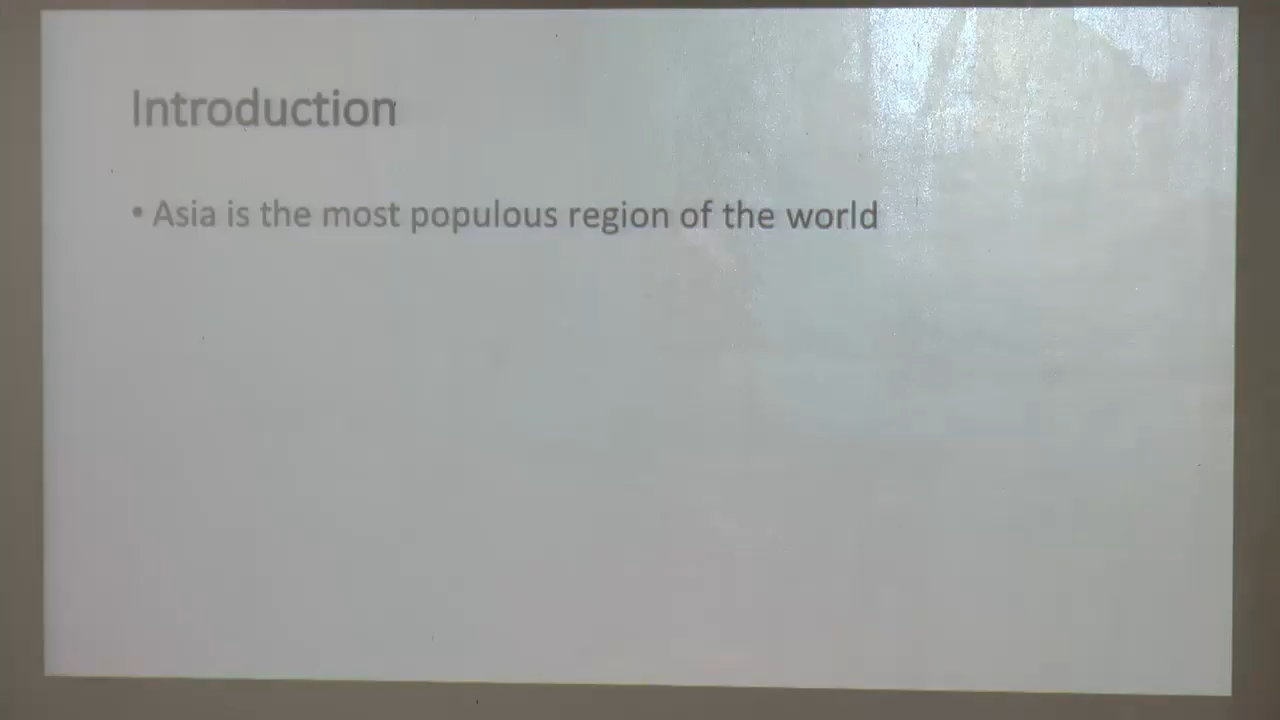 Introduction
• Asia is the most populous region of the world